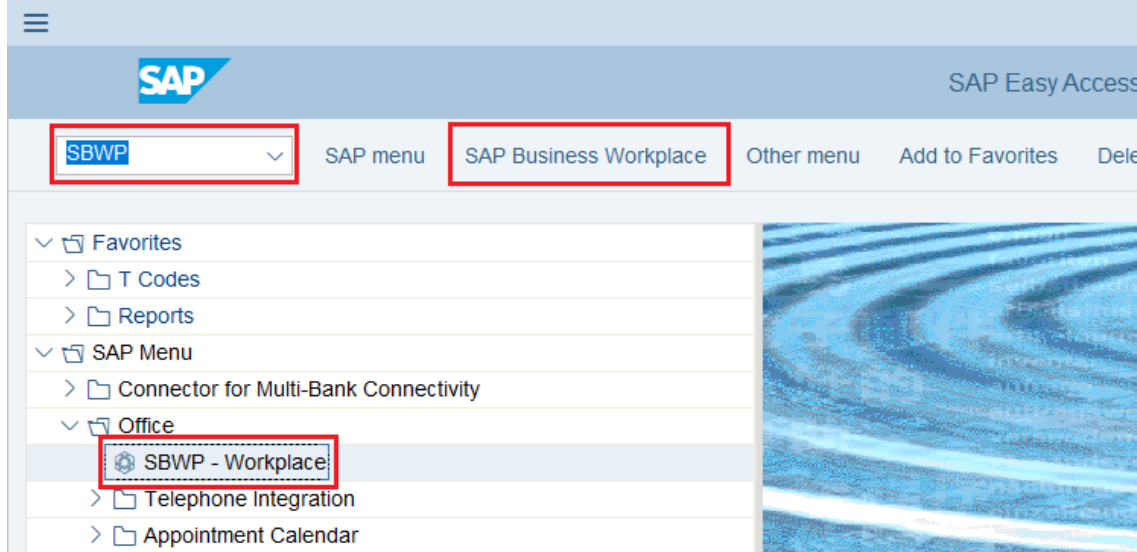 SAP
SAP Easy Access
SBWP SAP menu SAP Business Workplace Other menu Add to Favorites Dele
Favorites
T Codes
Reports
SAP Menu
Connector for Multi-Bank Connectivity
Office
SBWP - Workplace
Telephone Integration
Appointment Calendar